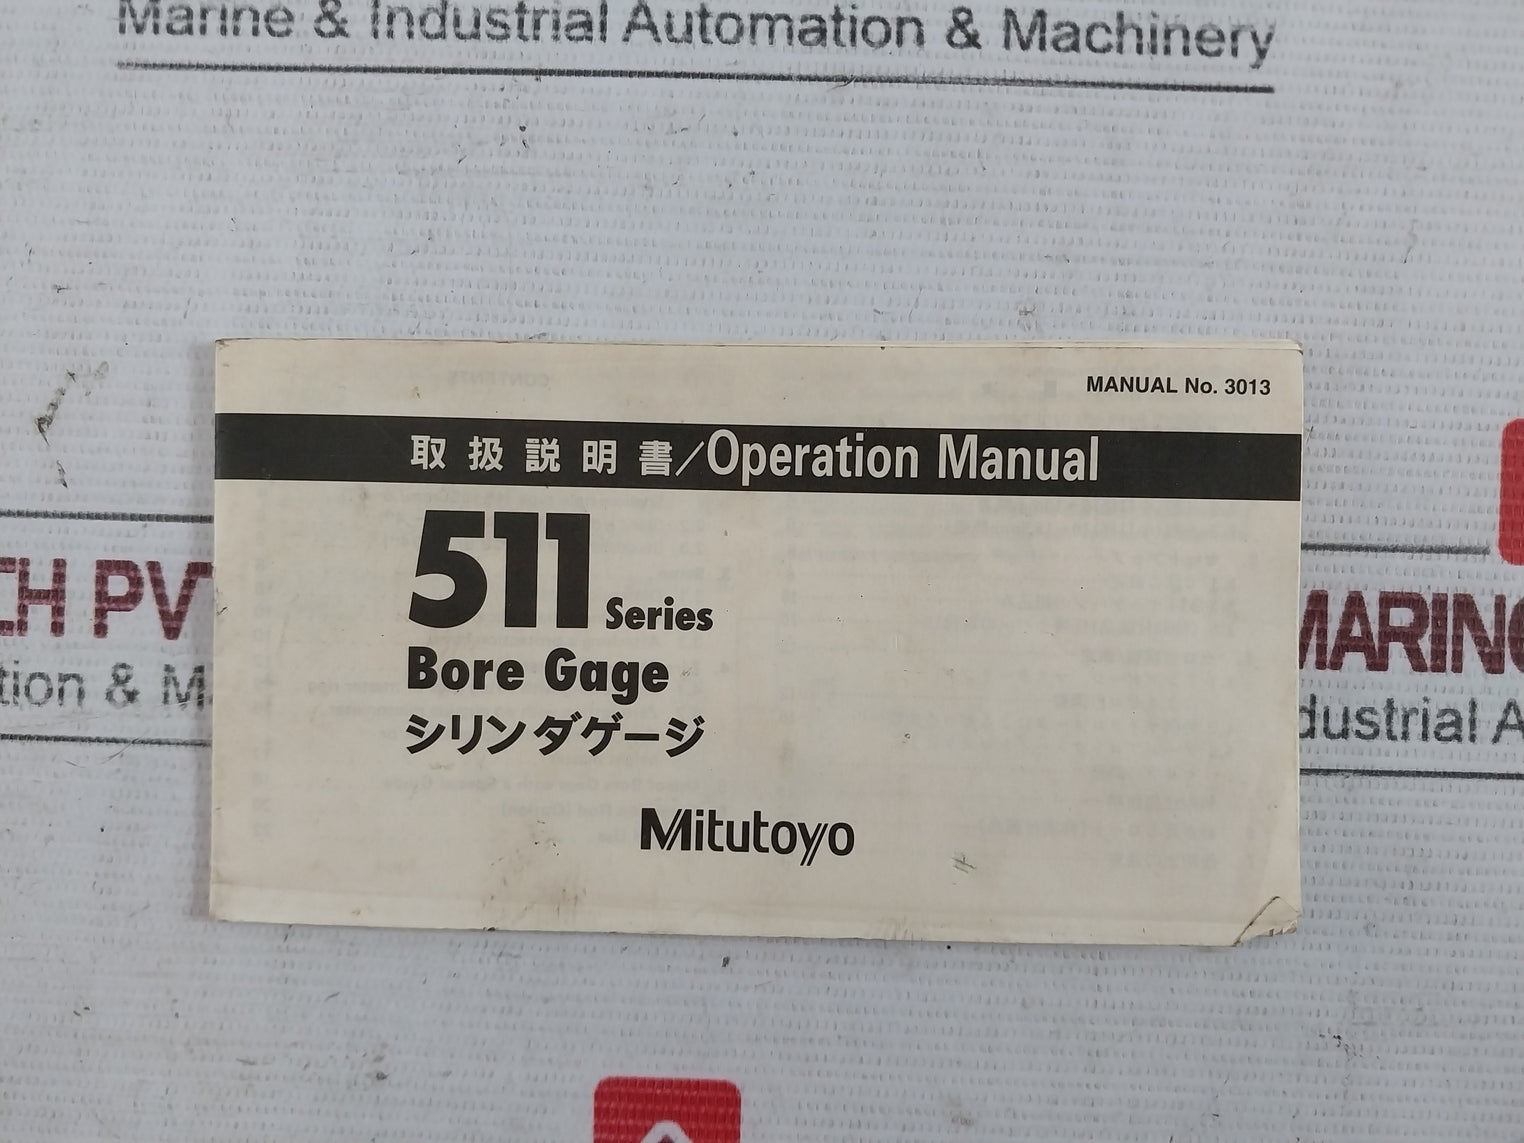 Marine & Industrial Automation & Machinery
MANUAL No. 3013
取扱説明書/Operation Manual
511 Series
Bore Gage
シリンダゲージ
Mitutoyo
CH PV
tion & M
MARINE
dustrial A